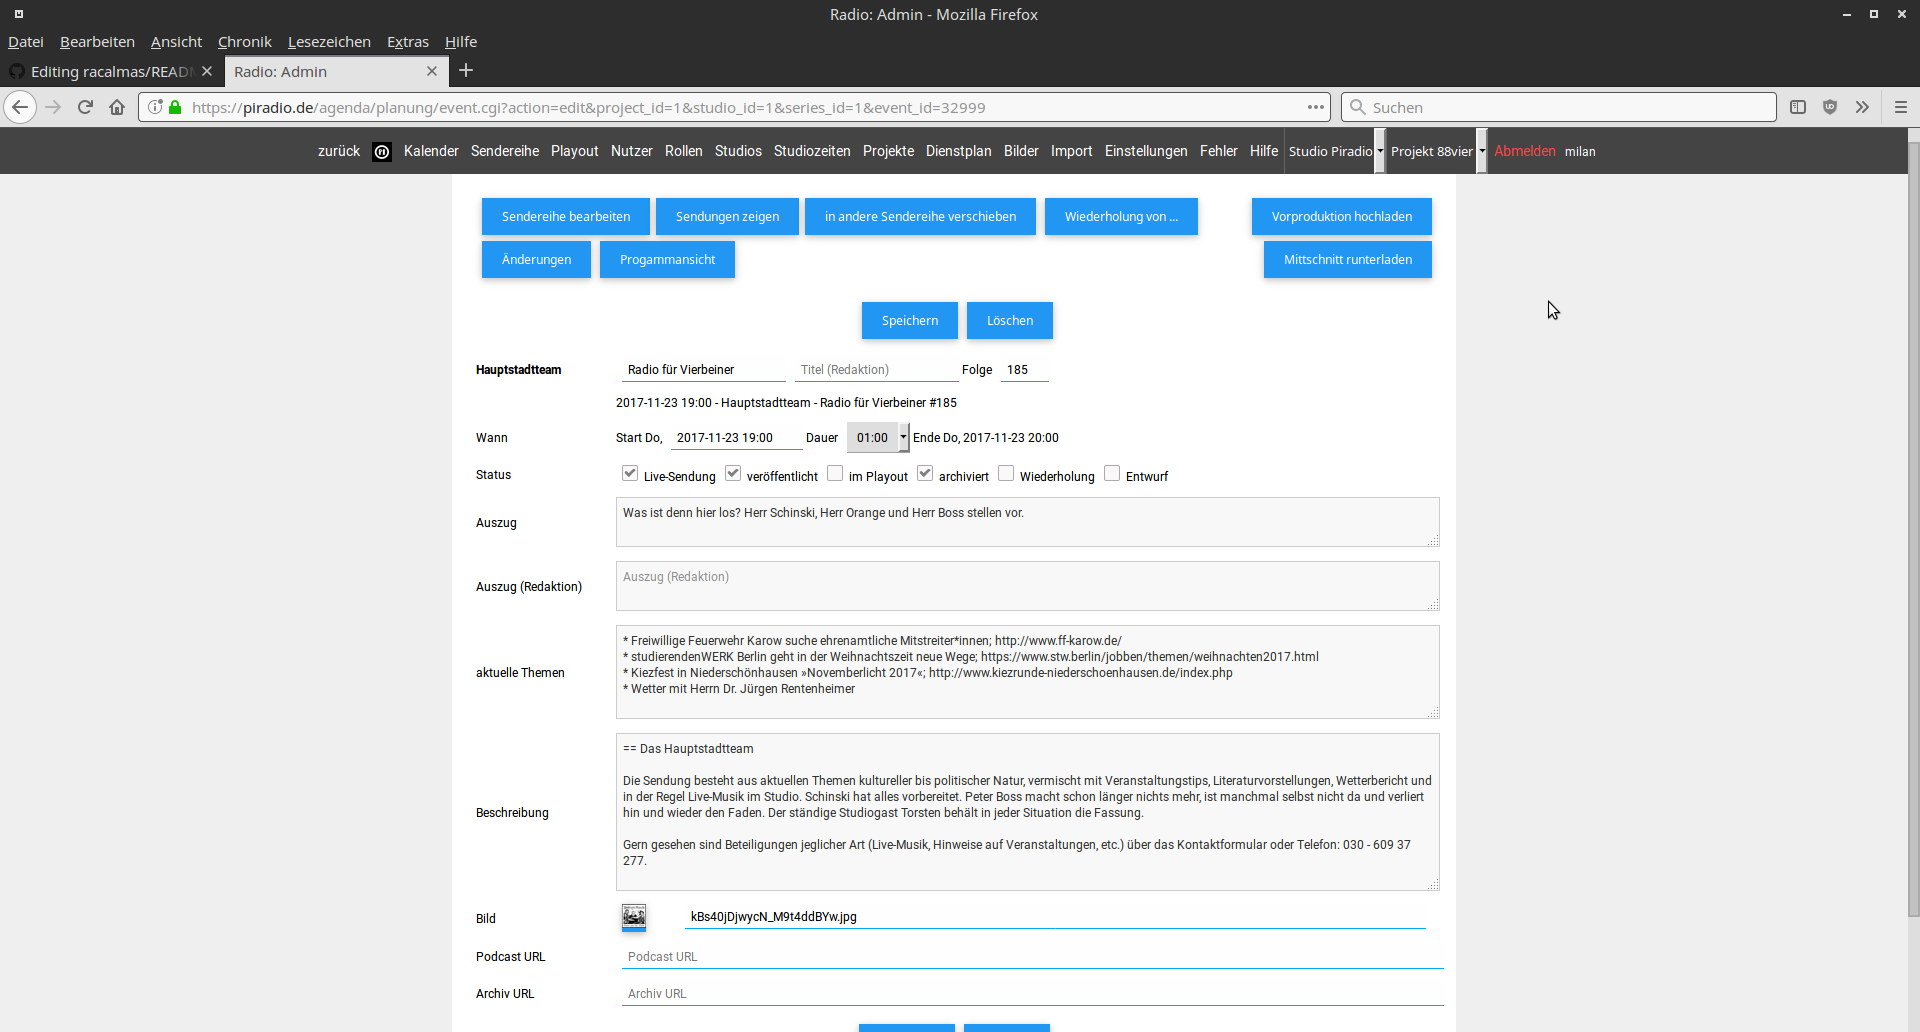 Radio: Admin - Mozilla Firefox
Datei Bearbeiten Ansicht Chronik Lesezeichen Extras Hilfe
Editing racalmas/READ Radio: Admin
https://piradio.de/agenda/planung/event.cgi?action=edit&project_id=1&studio_id=1&series_id=1&event_id=32999 Suchen
zurück Kalender Sendereihe Playout Nutzer Rollen Studios Studiozeiten Projekte Dienstplan Bilder Import Einstellungen Fehler Hilfe Studio Piradio Projekt 88vier Abmelden milan
Sendereihe bearbeiten Sendungen zeigen in andere Sendereihe verschieben Wiederholung von ... Vorproduktion hochladen
Änderungen Progammansicht Mittschnitt runterladen
Speichern Löschen
Hauptstadtteam Radio für Vierbeiner Titel (Redaktion) Folge 185
2017-11-23 19:00 - Hauptstadtteam - Radio für Vierbeiner #185
Wann Start Do, 2017-11-23 19:00 Dauer 01:00 Ende Do, 2017-11-23 20:00
Status Live-Sendung veröffentlicht im Playout archiviert Wiederholung Entwurf
Auszug
Was ist denn hier los? Herr Schinski, Herr Orange und Herr Boss stellen vor.
Auszug (Redaktion)
Auszug (Redaktion)
aktuelle Themen
* Freiwillige Feuerwehr Karow suche ehrenamtliche Mitstreiter*innen; http://www.ff-karow.de/
* studierendenWERK Berlin geht in der Weihnachtszeit neue Wege; https://www.stw.berlin/jobben/themen/weihnachten2017.html
* Kiezfest in Niederschönhausen »Novemberlicht 2017«; http://www.kiezrunde-niederschoenhausen.de/index.php
* Wetter mit Herrn Dr. Jürgen Rentenheimer
Beschreibung
== Das Hauptstadtteam
Die Sendung besteht aus aktuellen Themen kultureller bis politischer Natur, vermischt mit Veranstaltungstips, Literaturvorstellungen, Wetterbericht und
in der Regel Live-Musik im Studio. Schinski hat alles vorbereitet. Peter Boss macht schon länger nichts mehr, ist manchmal selbst nicht da und verliert
hin und wieder den Faden. Der ständige Studiogast Torsten behält in jeder Situation die Fassung.
Gern gesehen sind Beteiligungen jeglicher Art (Live-Musik, Hinweise auf Veranstaltungen, etc.) über das Kontaktformular oder Telefon: 030 - 609 37
277.
Bild kBs40jDjwycN_M9t4ddBYw.jpg
Podcast URL Podcast URL
Archiv URL Archiv URL